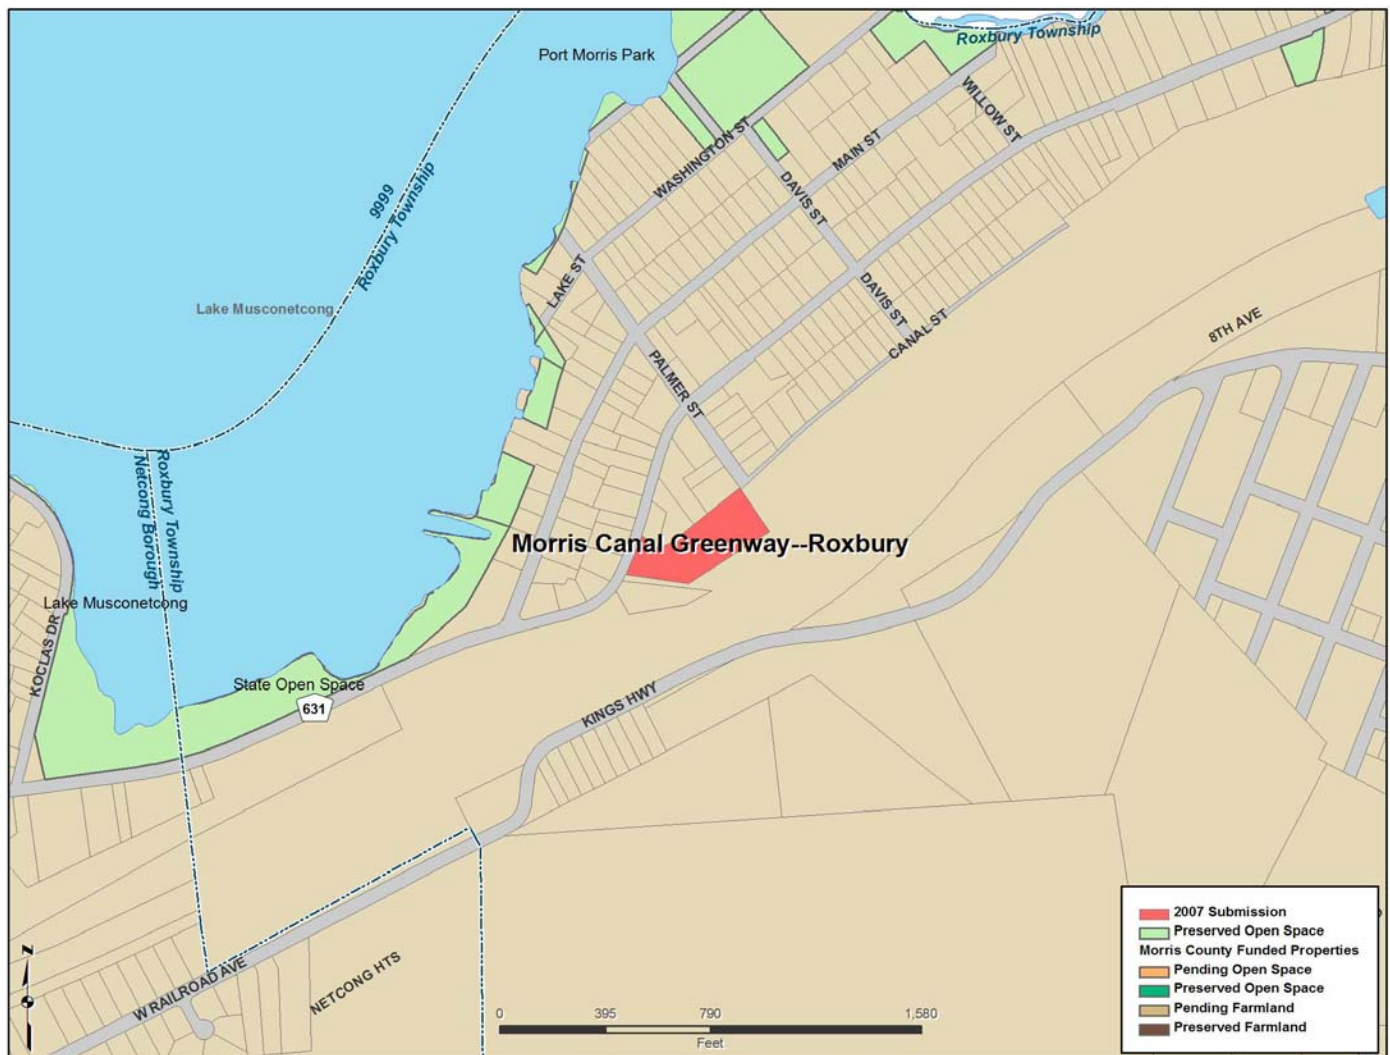 Roxbury Township
Port Morris Park
WILLOW ST
WASHINGTON ST
MAIN ST
DAVIS ST
9999
Roxbury Township
LAKE ST
DAVIS ST
Lake Musconetcong
CANAL ST
8TH AVE
PALMER ST
Roxbury Township
Netcong Borough
Morris Canal Greenway--Roxbury
Lake Musconetcong
KOCLAS DR
State Open Space
631
KINGS HWY
W RAILROAD AVE
NETCONG HTS
2007 Submission
Preserved Open Space
Morris County Funded Properties
Pending Open Space
Preserved Open Space
Pending Farmland
Preserved Farmland
Z
0 395 790 1,580
Feet